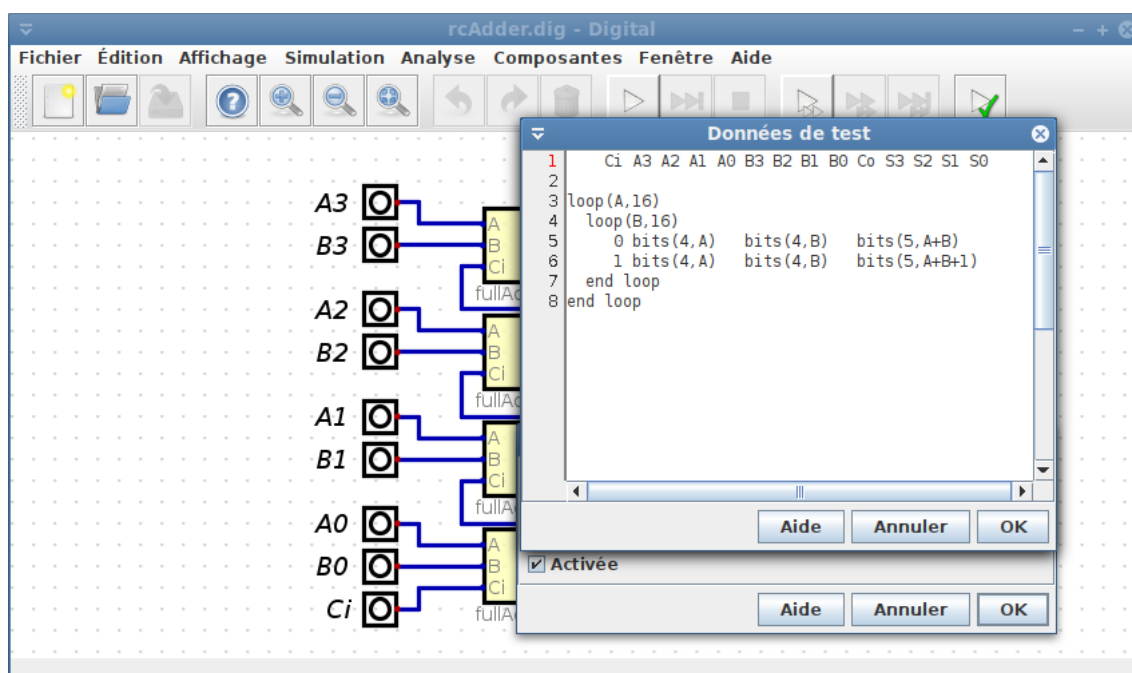 rcAdder.dig - Digital
Fichier Édition Affichage Simulation Analyse Composantes Fenêtre Aide
Données de test
1 Ci A3 A2 A1 A0 B3 B2 B1 B0 Co S3 S2 S1 S0
2
3 loop(A,16)
4 loop(B,16)
5 0 bits(4,A) bits(4,B) bits(5,A+B)
6 1 bits(4,A) bits(4,B) bits(5,A+B+1)
7 end loop
8 end loop
Aide Annuler OK
Activée
Aide Annuler OK
A3
A
B3
B
Ci
fullAd
A2
A
B2
B
Ci
fullAd
A1
A
B1
B
Ci
fullAd
A0
A
B0
B
Ci
Ci
fullAd